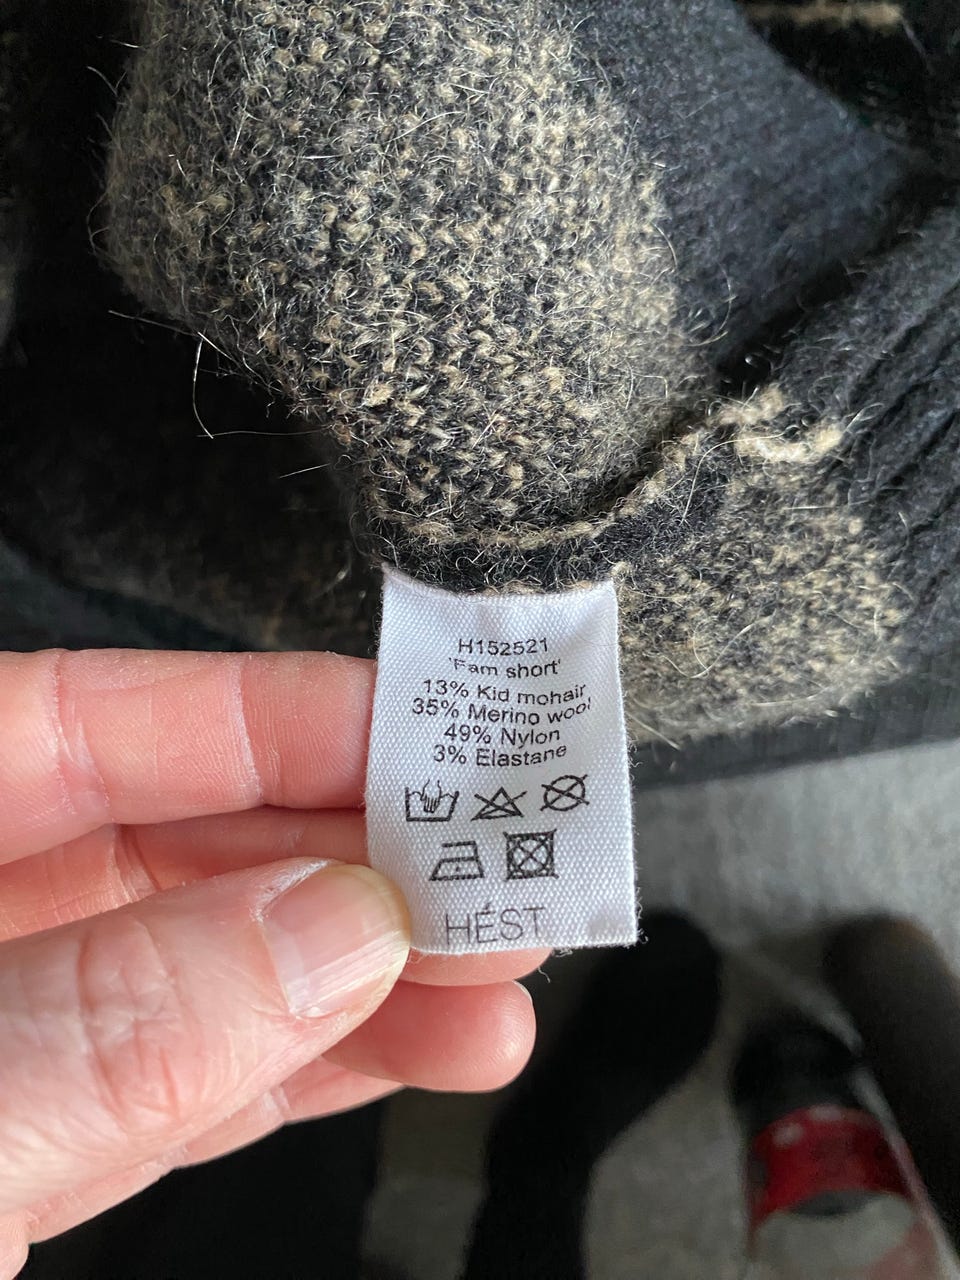 H152521
'Fam short'
13% Kid mohair
35% Merino wool
49% Nylon
3% Elastane
HÉST